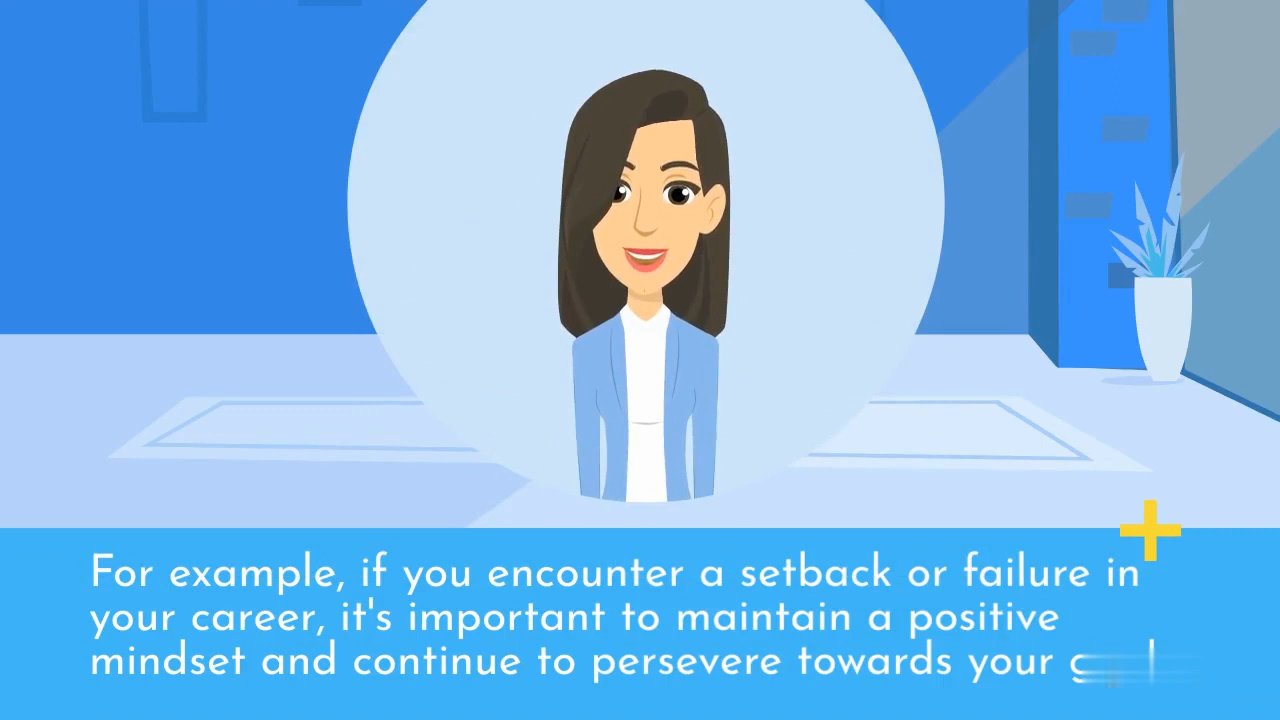 For example, if you encounter a setback or failure in
your career, it's important to maintain a positive
mindset and continue to persevere towards your